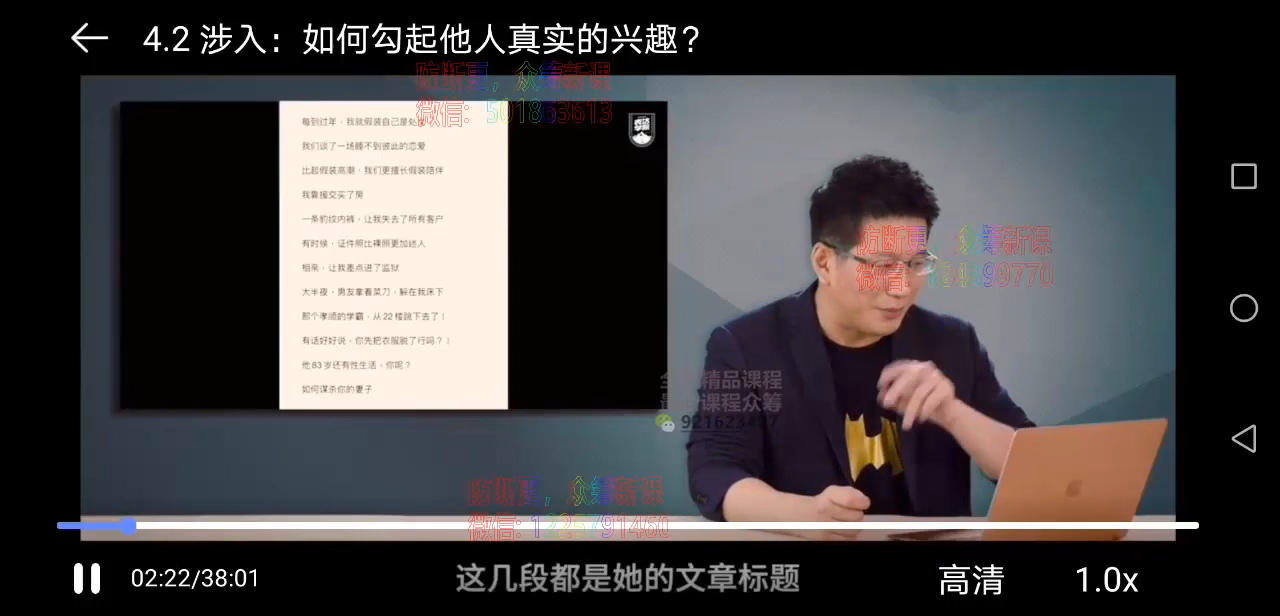 4.2 涉入：如何勾起他人真实的兴趣？
防断更，众筹新课
微信: 501863613
每到过年，我就假装自己是处女
我们谈了一场睡不到彼此的恋爱
比起假装高潮，我们更擅长假装陪伴
我靠援交买了房
一条豹纹内裤，让我失去了所有客户
有时候，证件照比裸照更加迷人
相亲，让我差点进了监狱
大半夜，男友拿着菜刀，躲在我床下
那个孝顺的学霸，从22楼跳下去了！
有话好好说，你先把衣服脱了行吗？！
他83岁还有性生活，你呢？
如何谋杀你的妻子
防断更，众筹新课
精品课程
课程众筹
防断更，众筹新课
微信: 1225791460
02:22/38:01
这几段都是她的文章标题
高清
1.0x